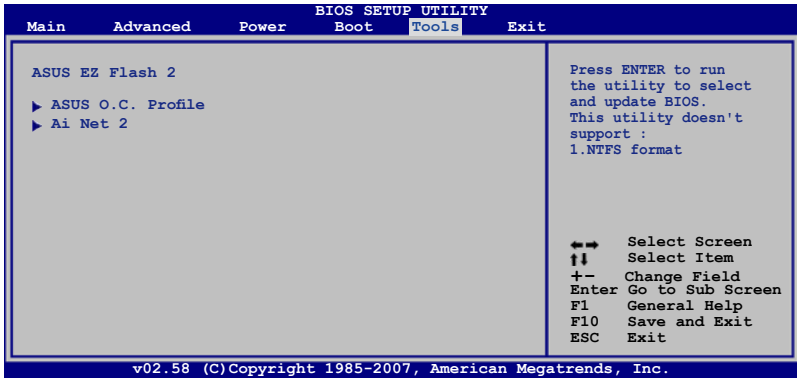 BIOS SETUP UTILITY
Main Advanced Power Boot Tools Exit
ASUS EZ Flash 2
ASUS O.C. Profile
Ai Net 2
Press ENTER to run
the utility to select
and update BIOS.
This utility doesn't
support :
1.NTFS format
←→ Select Screen
↑↓ Select Item
+- Change Field
Enter Go to Sub Screen
F1 General Help
F10 Save and Exit
ESC Exit
v02.58 (C)Copyright 1985-2007, American Megatrends, Inc.